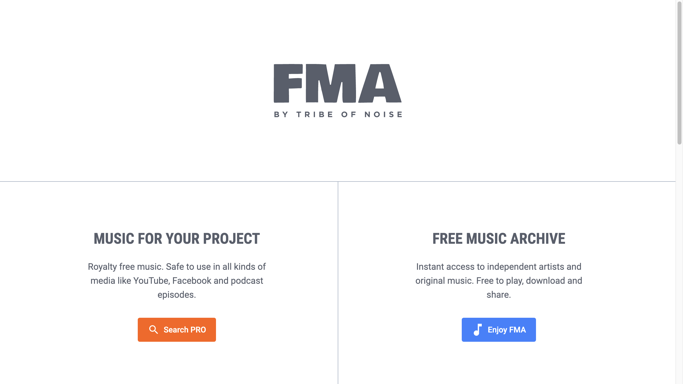 FMA
BY TRIBE OF NOISE
MUSIC FOR YOUR PROJECT
Royalty free music. Safe to use in all kinds of
media like YouTube, Facebook and podcast
episodes.
Search PRO
FREE MUSIC ARCHIVE
Instant access to independent artists and
original music. Free to play, download and
share.
Enjoy FMA